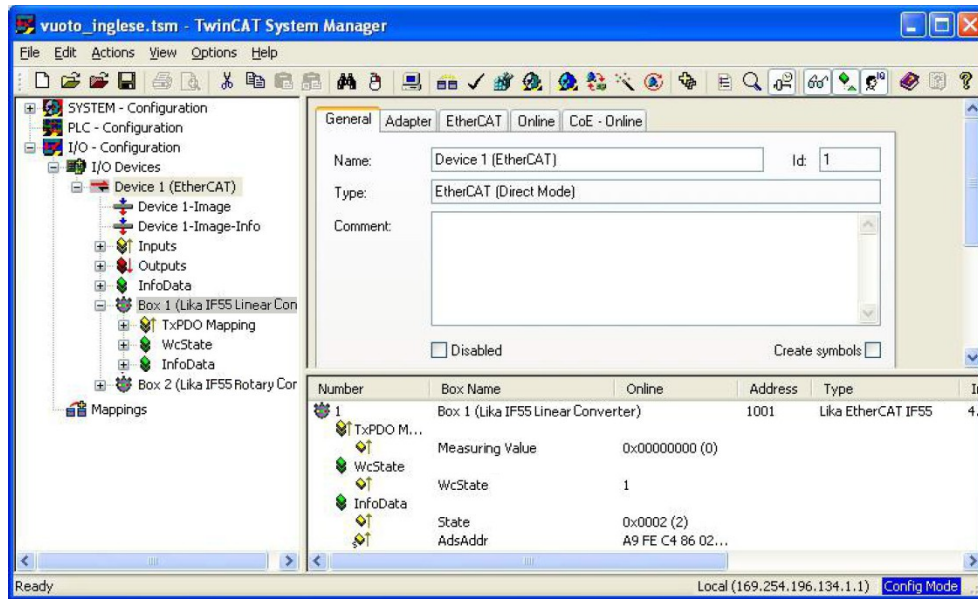 vuoto_inglese.tsm - TwinCAT System Manager
File Edit Actions View Options Help
SYSTEM - Configuration
PLC - Configuration
I/O - Configuration
I/O Devices
Device 1 (EtherCAT)
Device 1-Image
Device 1-Image-Info
Inputs
Outputs
InfoData
Box 1 (Lika IF55 Linear Con
TxPDO Mapping
WcState
InfoData
Box 2 (Lika IF55 Rotary Cor
Mappings
General Adapter EtherCAT Online CoE - Online
Name: Device 1 (EtherCAT) Id: 1
Type: EtherCAT (Direct Mode)
Comment:
Disabled Create symbols
Number Box Name Online Address Type
1 Box 1 (Lika IF55 Linear Converter) 1001 Lika EtherCAT IF55 4.
TxPDO M...
Measuring Value 0x00000000 (0)
WcState
WcState 1
InfoData
State 0x0002 (2)
AdsAddr A9 FE C4 86 02...
Ready Local (169.254.196.134.1.1) Config Mode